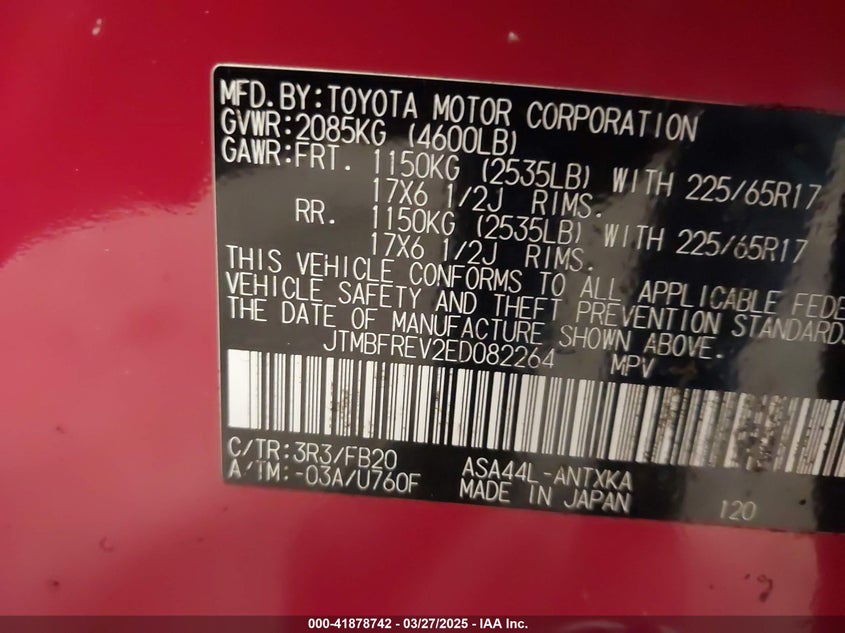 MFD.BY:TOYOTA MOTOR CORPORATION
GVWR:2085KG (4600LB)
GAWR:FRT. 1150KG (2535LB) WITH 225/65R17
17X6 1/2J RIMS.
RR. 1150KG (2535LB) WITH 225/65R17
17X6 1/2J RIMS.
THIS VEHICLE CONFORMS TO ALL APPLICABLE FEDE
VEHICLE SAFETY AND THEFT PREVENTION STANDARDS
THE DATE OF MANUFACTURE SHOWN ABOVE.
JTMBFREV2ED082264 MPV
C/TR:3R3/FB20 ASA44L-ANTXKA
A/TM:-03A/U760F MADE IN JAPAN 120
000-41878742 - 03/27/2025 - IAA Inc.